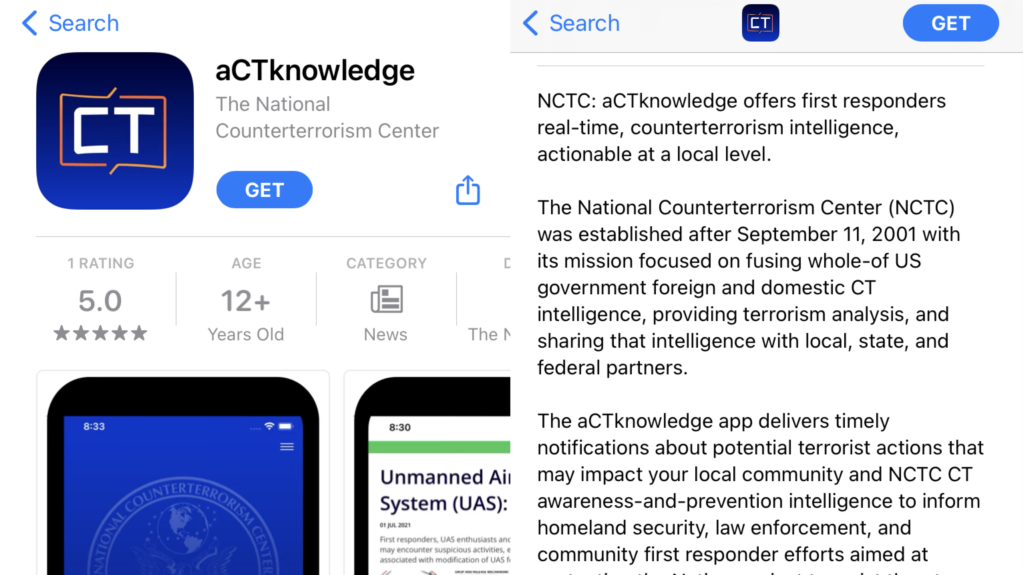 Search
CT
aCTknowledge
The National
Counterterrorism Center
GET
1 RATING
5.0
AGE
12+
Years Old
CATEGORY
News
D
The N
8:33
NATIONAL COUNTERTERRORISM CENTER
8:30
Unmanned Air
System (UAS):
01 JUL 2021
First responders, UAS enthusiasts and
may encounter suspicious activities, e
associated with modification of UAS f
Search
CT
GET
NCTC: aCTknowledge offers first responders
real-time, counterterrorism intelligence,
actionable at a local level.
The National Counterterrorism Center (NCTC)
was established after September 11, 2001 with
its mission focused on fusing whole-of US
government foreign and domestic CT
intelligence, providing terrorism analysis, and
sharing that intelligence with local, state, and
federal partners.
The aCTknowledge app delivers timely
notifications about potential terrorist actions that
may impact your local community and NCTC CT
awareness-and-prevention intelligence to inform
homeland security, law enforcement, and
community first responder efforts aimed at